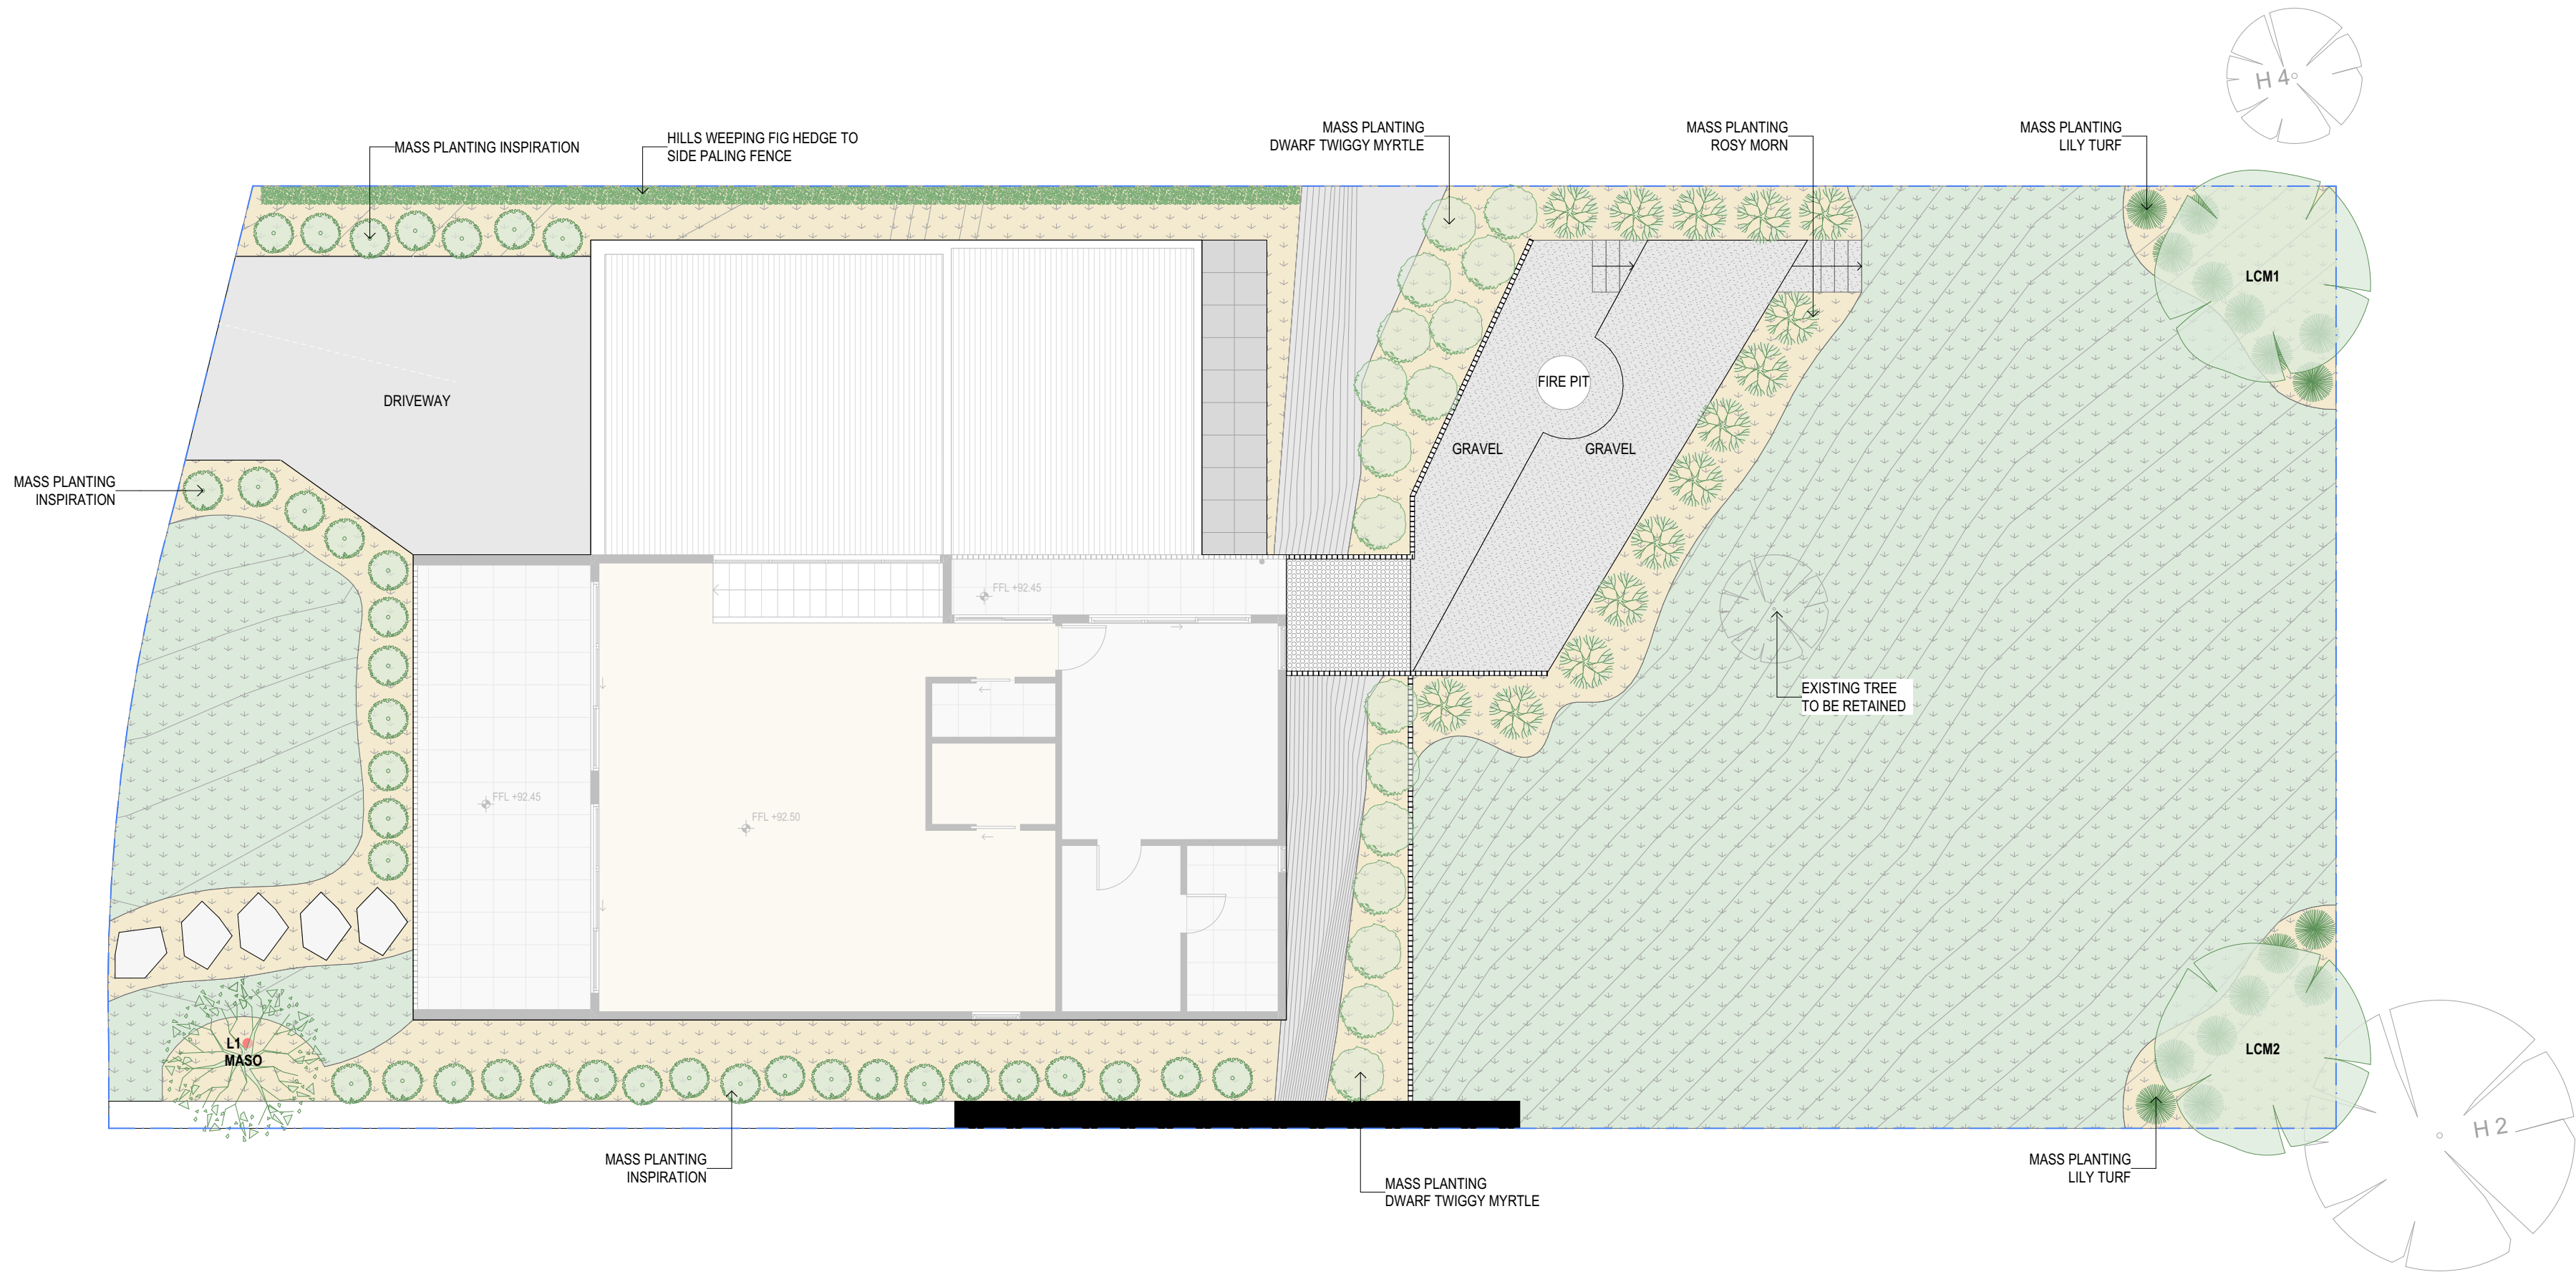 H 4
MASS PLANTING INSPIRATION
HILLS WEEPING FIG HEDGE TO
SIDE PALING FENCE
MASS PLANTING
DWARF TWIGGY MYRTLE
MASS PLANTING
ROSY MORN
MASS PLANTING
LILY TURF
LCM1
DRIVEWAY
FIRE PIT
GRAVEL
GRAVEL
MASS PLANTING
INSPIRATION
FFL +92.45
EXISTING TREE
TO BE RETAINED
FFL +92.45
FFL +92.50
L1
MASO
LCM2
H 2
MASS PLANTING
INSPIRATION
MASS PLANTING
DWARF TWIGGY MYRTLE
MASS PLANTING
LILY TURF